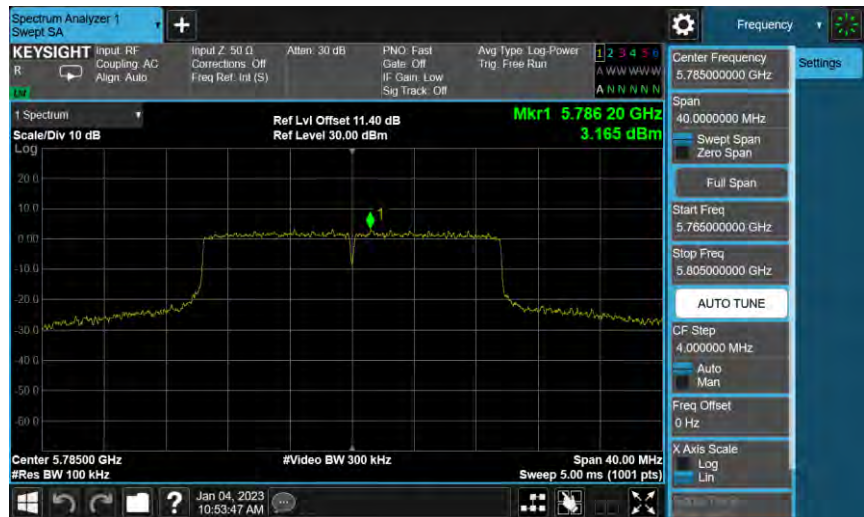 Spectrum Analyzer 1
Swept SA
+
Frequency
KEYSIGHT
R
Input: RF
Coupling: AC
Align: Auto
Input Z: 50 Ω
Corrections: Off
Freq Ref: Int (S)
Atten: 30 dB
PNO: Fast
Gate: Off
IF Gain: Low
Sig Track: Off
Avg Type: Log-Power
Trig: Free Run
1 2 3 4 5 6
A W W W W W
A N N N N N
1 Spectrum
Scale/Div 10 dB
Ref Lvl Offset 11.40 dB
Ref Level 30.00 dBm
Mkr1 5.786 20 GHz
3.165 dBm
Log
20.0
10.0
0.00
-10.0
-20.0
-30.0
-40.0
-50.0
-60.0
1
Center 5.78500 GHz
#Res BW 100 kHz
#Video BW 300 kHz
Span 40.00 MHz
Sweep 5.00 ms (1001 pts)
Jan 04, 2023
10:53:47 AM
?
Center Frequency
5.785000000 GHz
Settings
Span
40.0000000 MHz
Swept Span
Zero Span
Full Span
Start Freq
5.765000000 GHz
Stop Freq
5.805000000 GHz
AUTO TUNE
CF Step
4.000000 MHz
Auto
Man
Freq Offset
0 Hz
X Axis Scale
Log
Lin